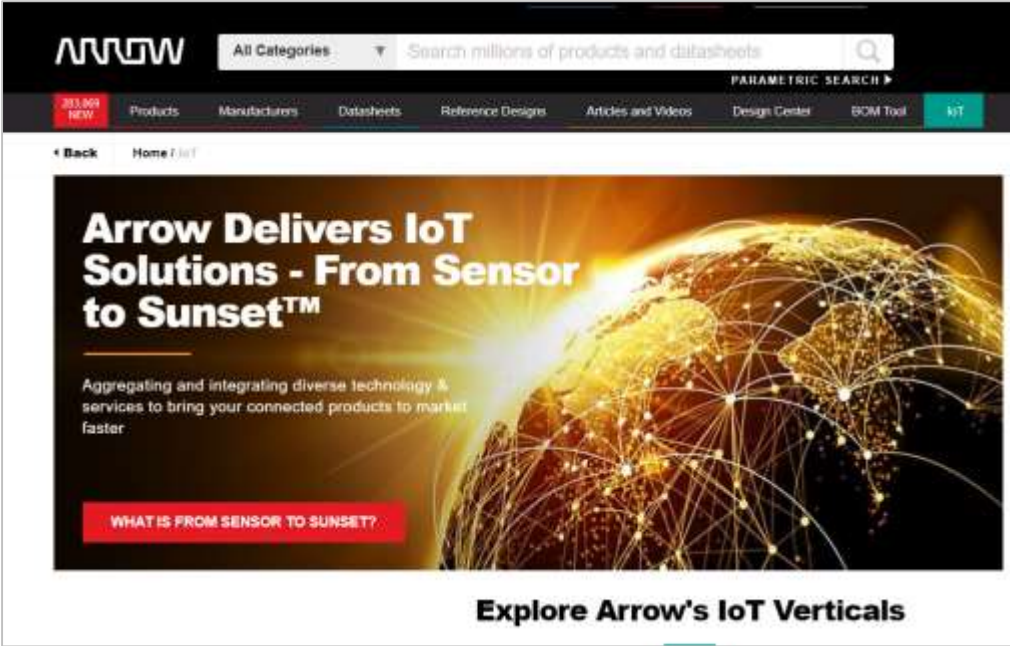 ARROW
All Categories ▼ Search millions of products and datasheets
PARAMETRIC SEARCH ▶
283,069 NEW
Products Manufacturers Datasheets Reference Designs Articles and Videos Design Center BOM Tool IoT
Back Home / IoT
Arrow Delivers IoT
Solutions - From Sensor
to Sunset™
Aggregating and integrating diverse technology &
services to bring your connected products to market
faster
WHAT IS FROM SENSOR TO SUNSET?
Explore Arrow's IoT Verticals